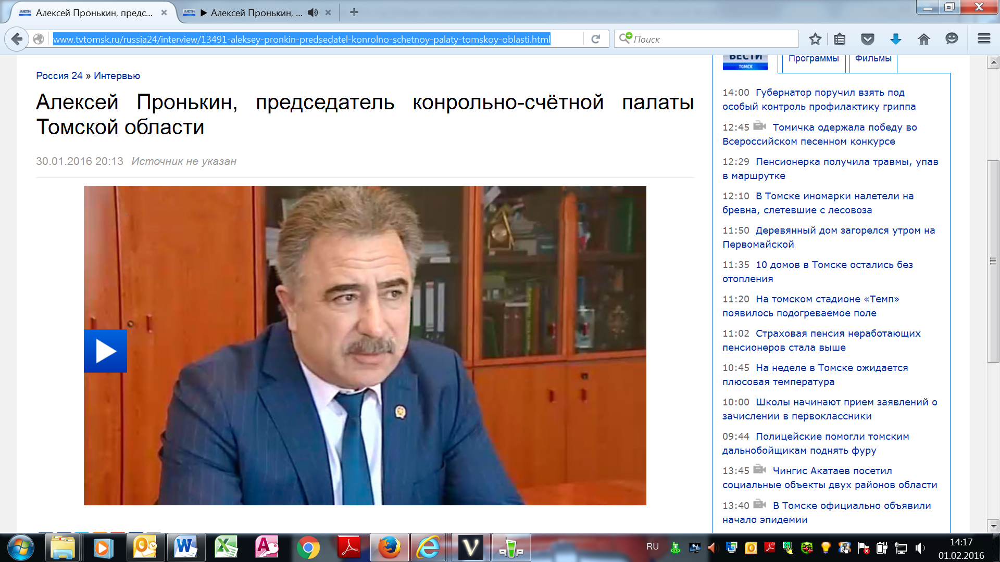 Алексей Пронькин, предс...
▶ Алексей Пронькин, ...
www.tvtomsk.ru/russia24/interview/13491-aleksey-pronkin-predsedatel-konrolno-schetnoy-palaty-tomskoy-oblasti.html
Поиск
Россия 24 » Интервью
Алексей Пронькин, председатель конрольно-счётной палаты
Томской области
30.01.2016 20:13 Источник не указан
ВЕСТИ
ТОМСК
Программы
Фильмы
14:00 Губернатор поручил взять под
особый контроль профилактику гриппа
12:45 Томичка одержала победу во
Всероссийском песенном конкурсе
12:29 Пенсионерка получила травмы, упав
в маршрутке
12:10 В Томске иномарки налетели на
бревна, слетевшие с лесовоза
11:50 Деревянный дом загорелся утром на
Первомайской
11:35 10 домов в Томске остались без
отопления
11:20 На томском стадионе «Темп»
появилось подогреваемое поле
11:02 Страховая пенсия неработающих
пенсионеров стала выше
10:45 На неделе в Томске ожидается
плюсовая температура
10:00 Школы начинают прием заявлений о
зачислении в первоклассники
09:44 Полицейские помогли томским
дальнобойщикам поднять фуру
13:45 Чингис Акатаев посетил
социальные объекты двух районов области
13:40 В Томске официально объявили
начало эпидемии
RU
14:17
01.02.2016